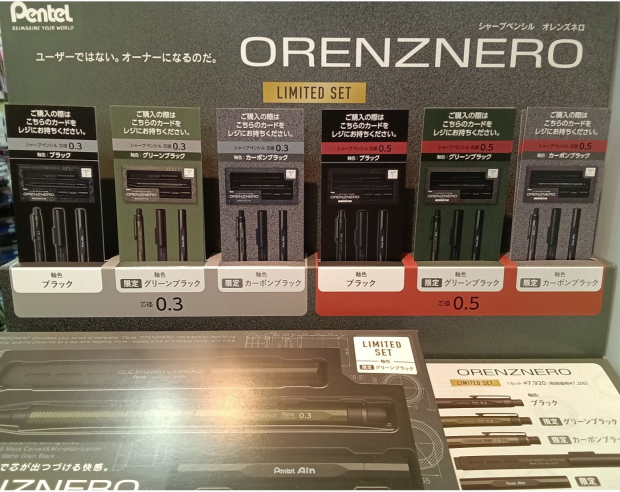 Pentel
REIMAGINE YOUR WORLD
シャープペンシル オレンズネロ
ユーザーではない。オーナーになるのだ。
ORENZNERO
LIMITED SET
ご購入の際は
こちらのカードを
レジにお持ちください。
シャープペンシル 芯径 0.3
軸色:ブラック
ORENZNERO
ご購入の際は
こちらのカードを
レジにお持ちください。
シャープペンシル 芯径 0.3
軸色:グリーンブラック
ORENZNERO
ご購入の際は
こちらのカードを
レジにお持ちください。
シャープペンシル 芯径 0.3
軸色:カーボンブラック
ORENZNERO
ご購入の際は
こちらのカードを
レジにお持ちください。
シャープペンシル 芯径 0.5
軸色:ブラック
ORENZNERO
ご購入の際は
こちらのカードを
レジにお持ちください。
シャープペンシル 芯径 0.5
軸色:グリーンブラック
ORENZNERO
ご購入の際は
こちらのカードを
レジにお持ちください。
シャープペンシル 芯径 0.5
軸色:カーボンブラック
ORENZNERO
軸色
ブラック
軸色
限定 グリーンブラック
軸色
限定 カーボンブラック
軸色
ブラック
軸色
限定 グリーンブラック
軸色
限定 カーボンブラック
芯径 0.3
芯径 0.5
LIMITED
SET
軸色
限定 グリーンブラック
0.3
Matte Grain Black
で芯が出つづける快感。
Pentel Ain
NZNERO
ORENZNERO
LIMITED SET 1セット ¥7,920 (税抜価格¥7,200)
軸色:
ブラック
限定 グリーンブラック
限定 カーボンブラ
限定